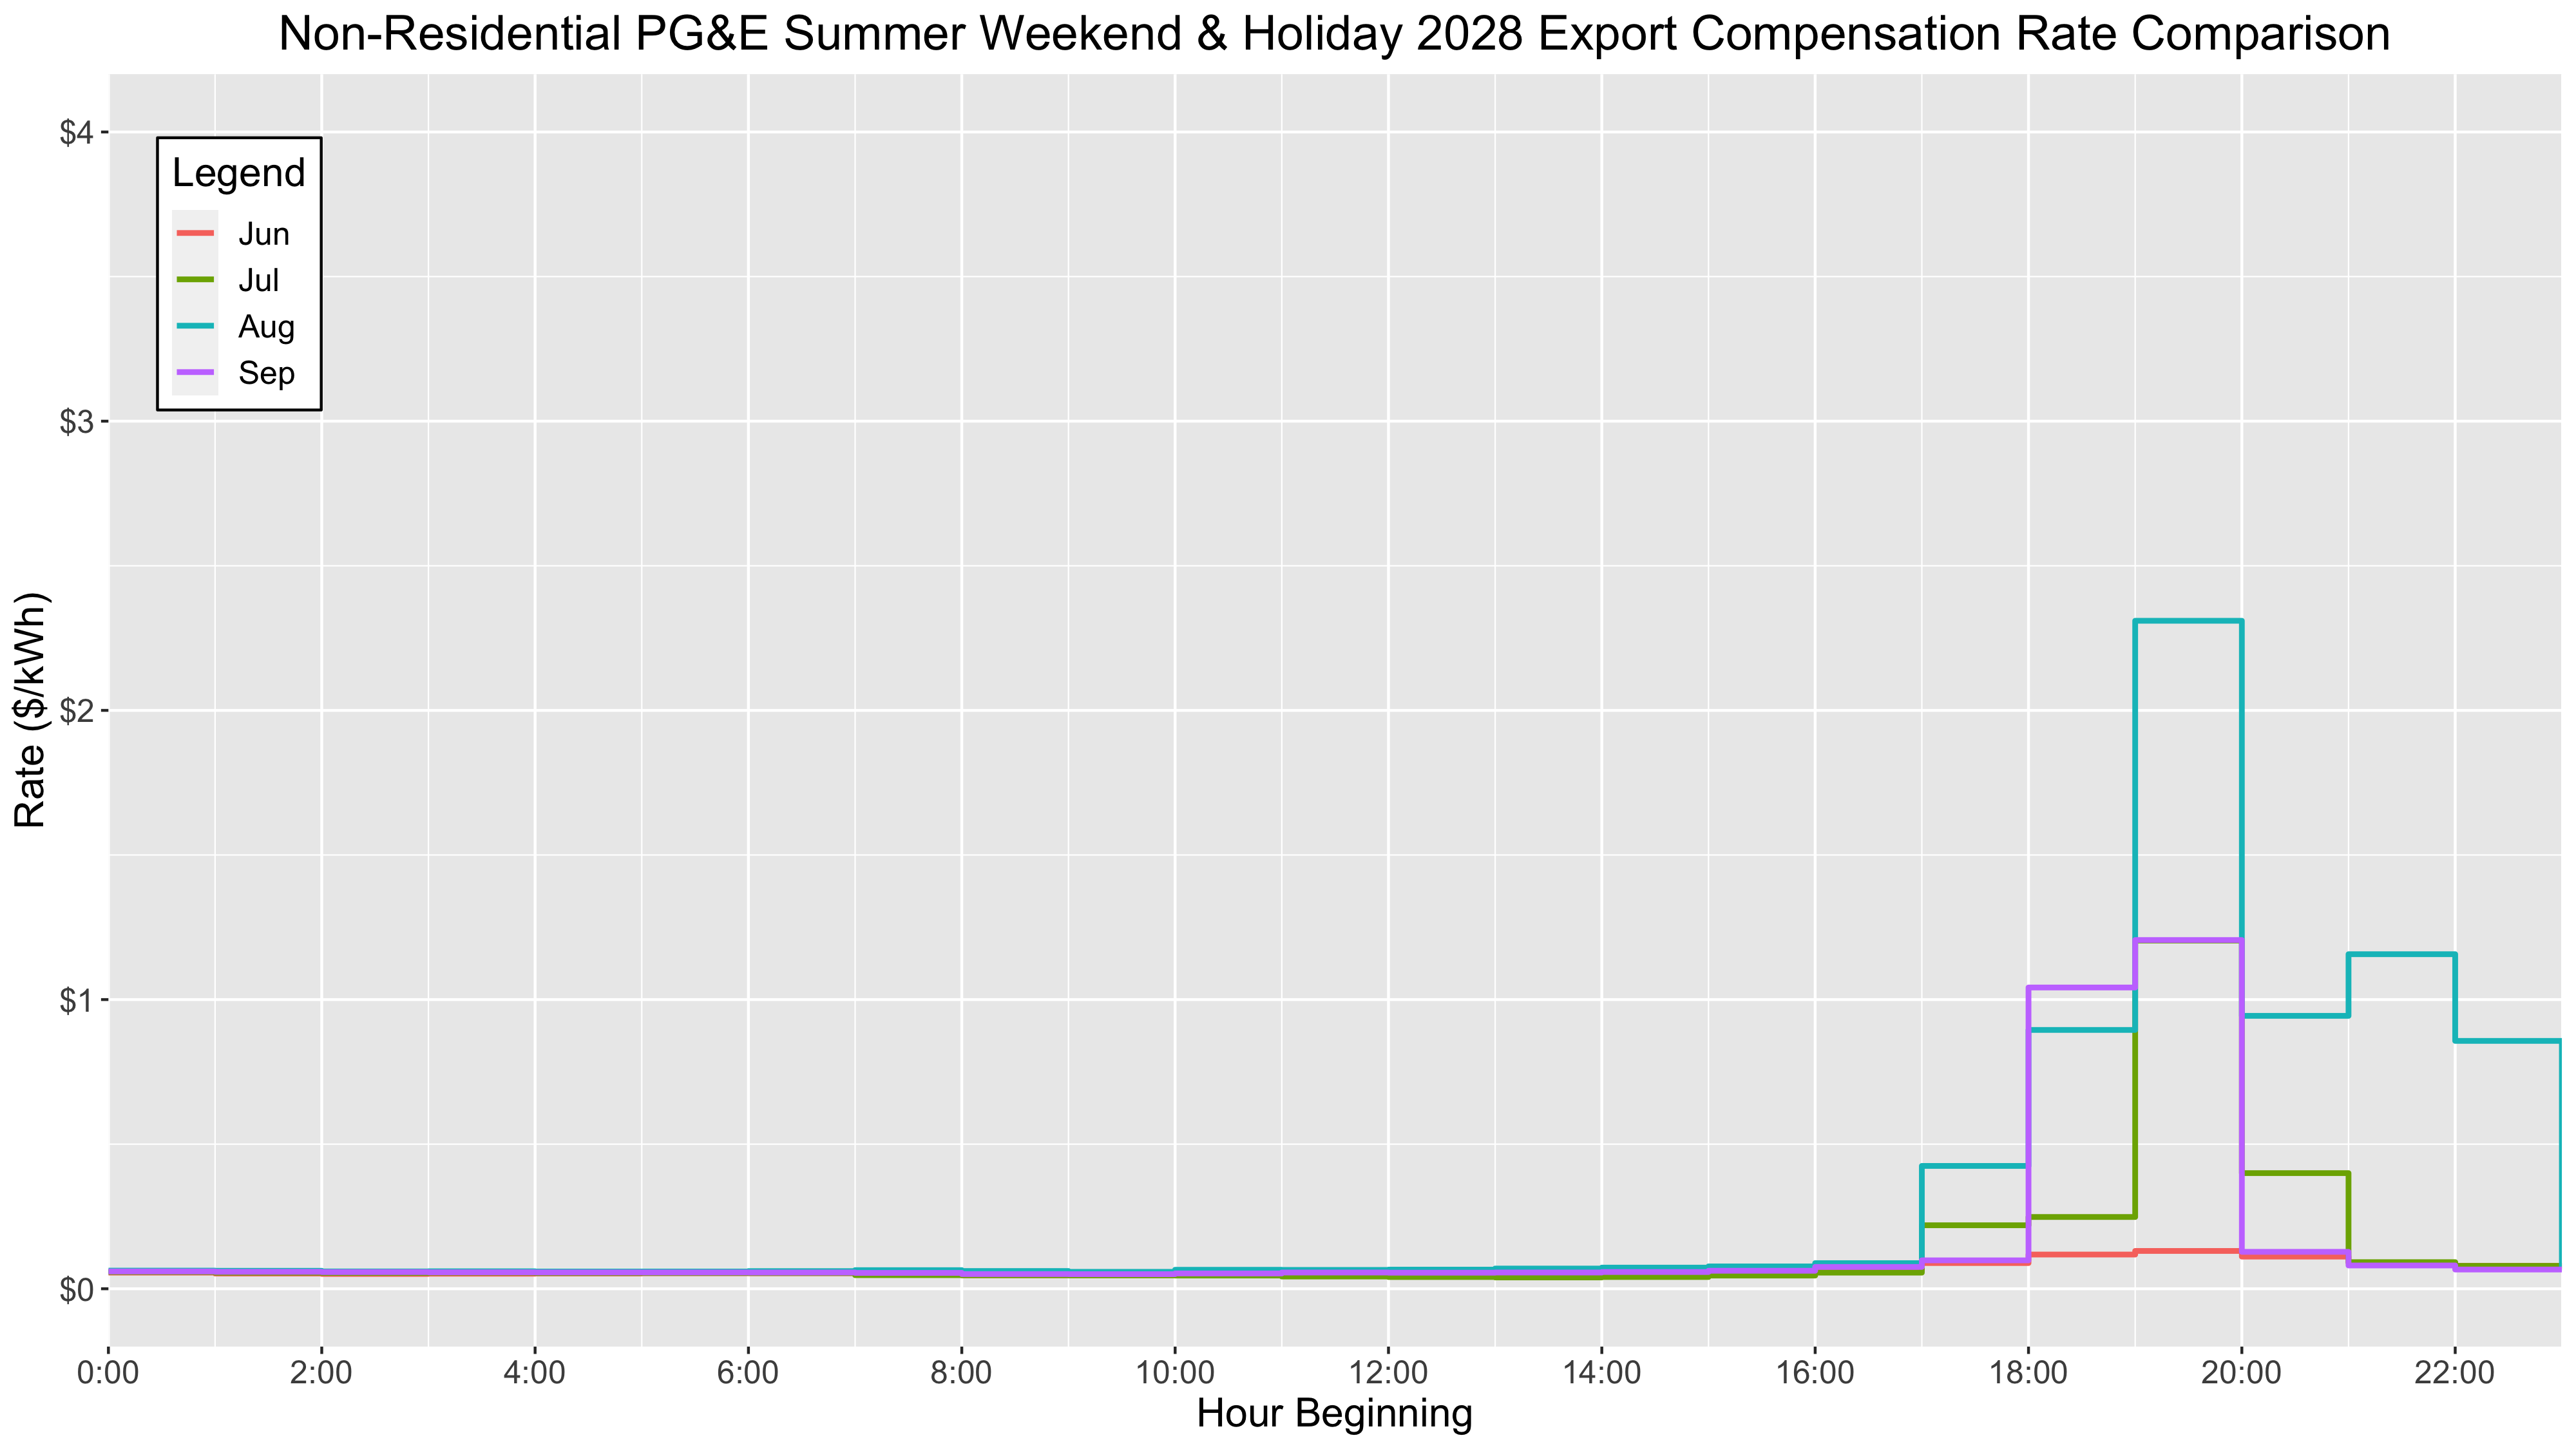 Non-Residential PG&E Summer Weekend & Holiday 2028 Export Compensation Rate Comparison
$4
Legend
Jun
Jul
Aug
Sep
$3
Rate ($/kWh)
$2
$1
$0
0:00 2:00 4:00 6:00 8:00 10:00 12:00 14:00 16:00 18:00 20:00 22:00
Hour Beginning